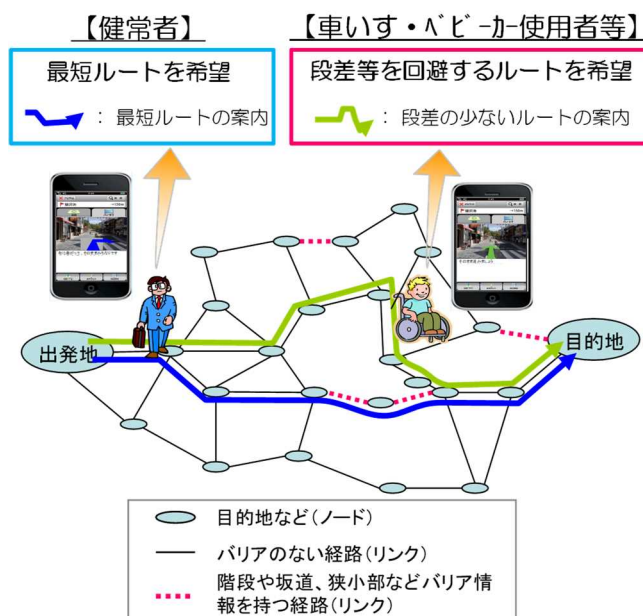 【健常者】
最短ルートを希望
： 最短ルートの案内
【車いす・ﾍﾞﾋﾞｰｶｰ使用者等】
段差等を回避するルートを希望
： 段差の少ないルートの案内
出発地
目的地
目的地など（ノード）
バリアのない経路（リンク）
階段や坂道、狭小部などバリア情
報を持つ経路（リンク）